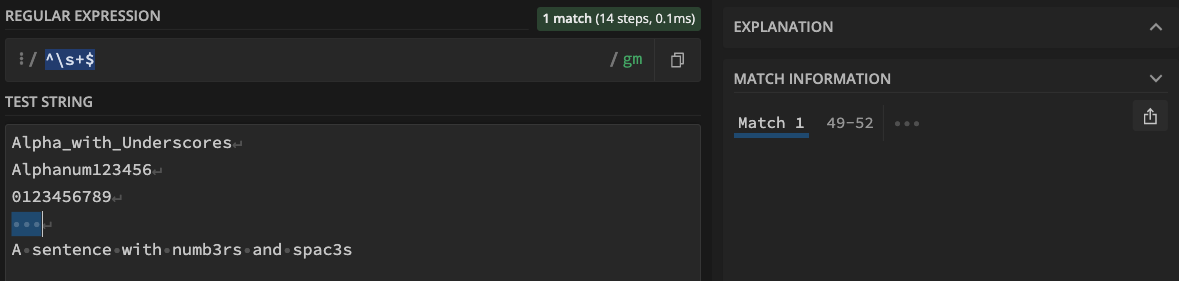 REGULAR EXPRESSION
1 match (14 steps, 0.1ms)
/ ^\s+$ / gm
TEST STRING
Alpha_with_Underscores↵
Alphanum123456↵
0123456789↵
•••↵
A•sentence•with•numb3rs•and•spac3s
EXPLANATION
MATCH INFORMATION
Match 1 49-52 •••